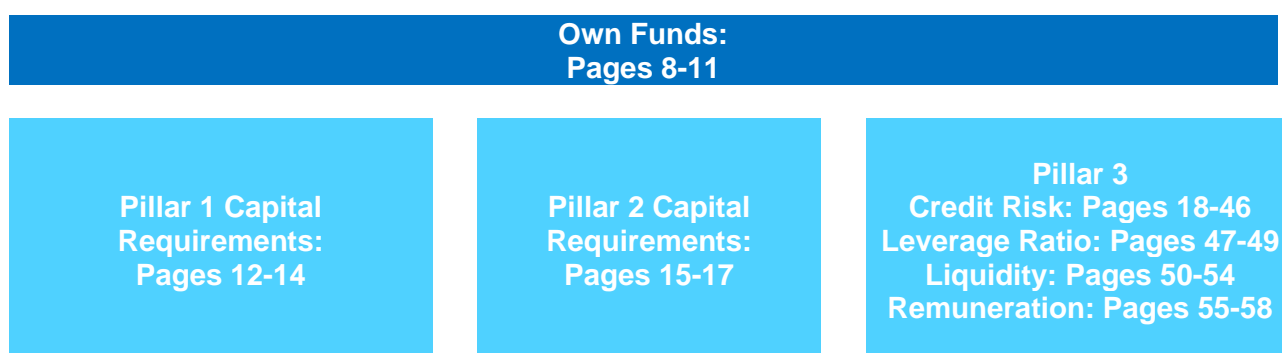 Own Funds:
Pages 8-11
Pillar 1 Capital
Requirements:
Pages 12-14
Pillar 2 Capital
Requirements:
Pages 15-17
Pillar 3
Credit Risk: Pages 18-46
Leverage Ratio: Pages 47-49
Liquidity: Pages 50-54
Remuneration: Pages 55-58